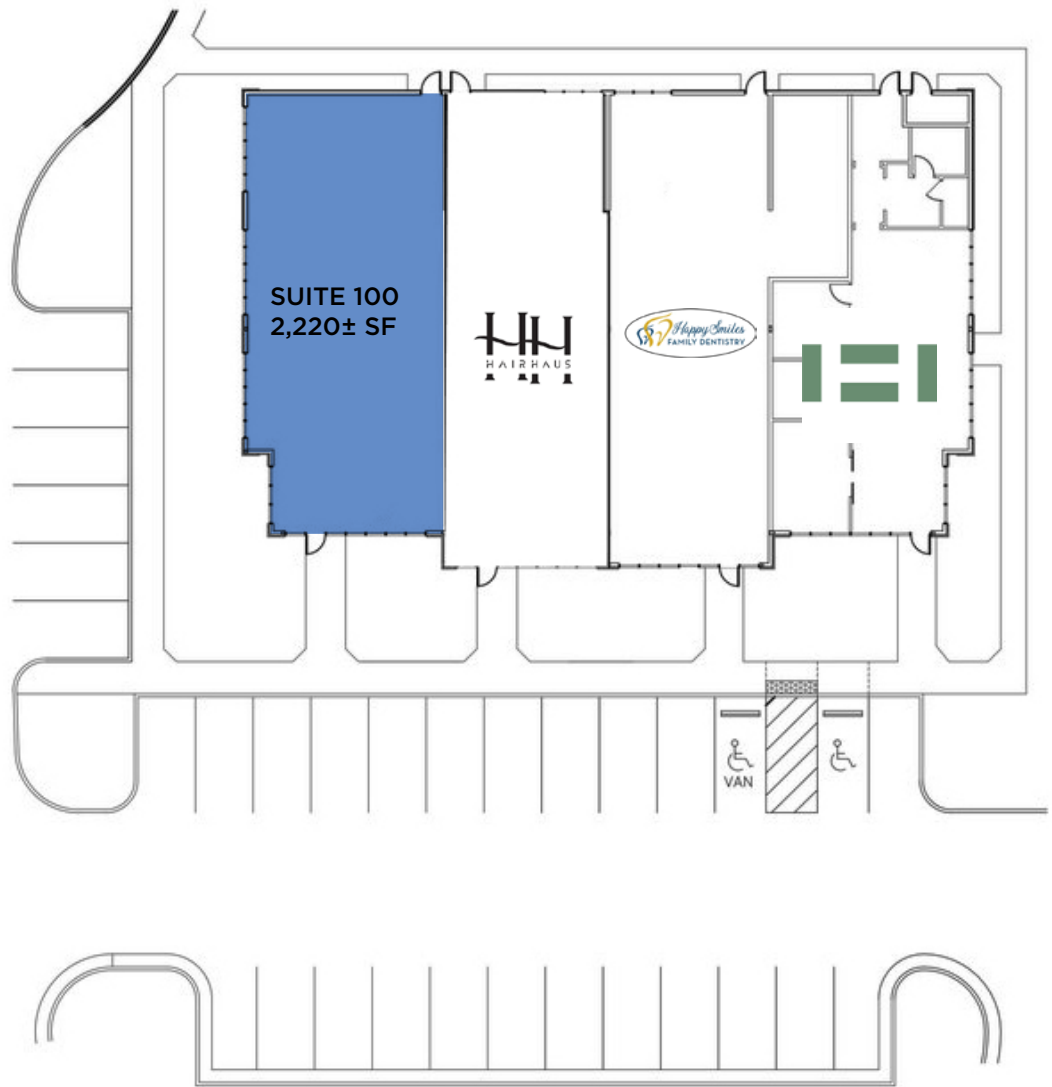 SUITE 100
2,220± SF
HH
HAIRHAUS
Happy Smiles
FAMILY DENTISTRY
VAN